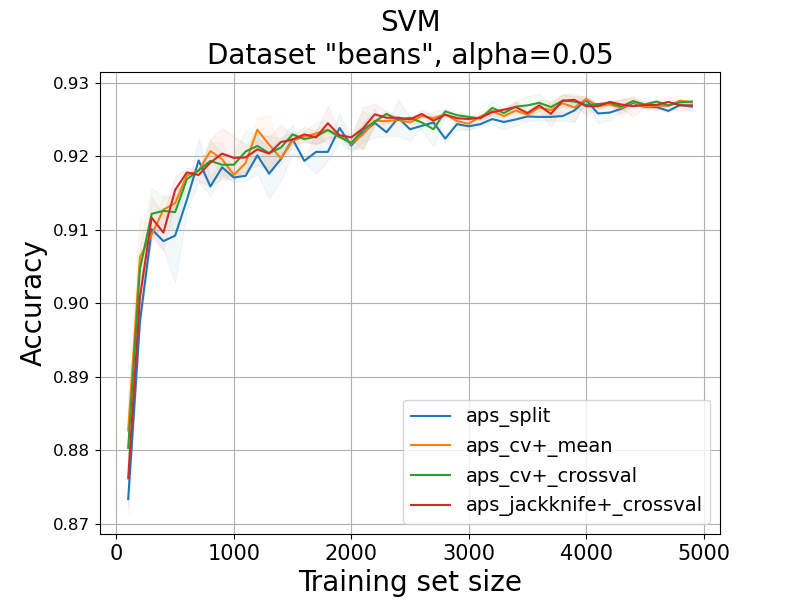 SVM
Dataset "beans", alpha=0.05
Accuracy
0.93
0.92
0.91
0.90
0.89
0.88
0.87
aps_split
aps_cv+_mean
aps_cv+_crossval
aps_jackknife+_crossval
0 1000 2000 3000 4000 5000
Training set size